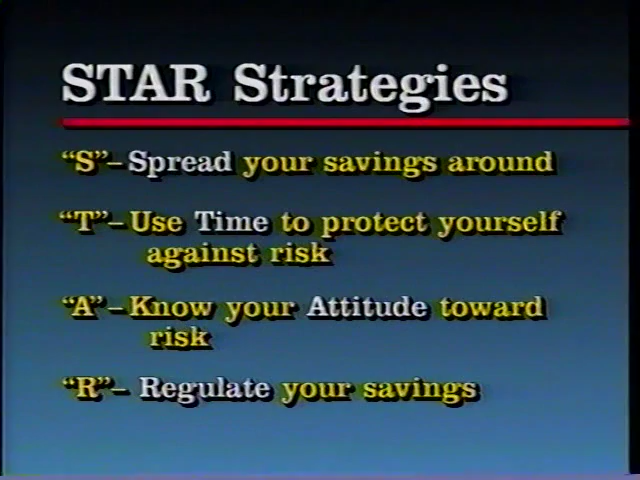 STAR Strategies
“S”– Spread your savings around
“T”– Use Time to protect yourself
against risk
“A”– Know your Attitude toward
risk
“R”– Regulate your savings